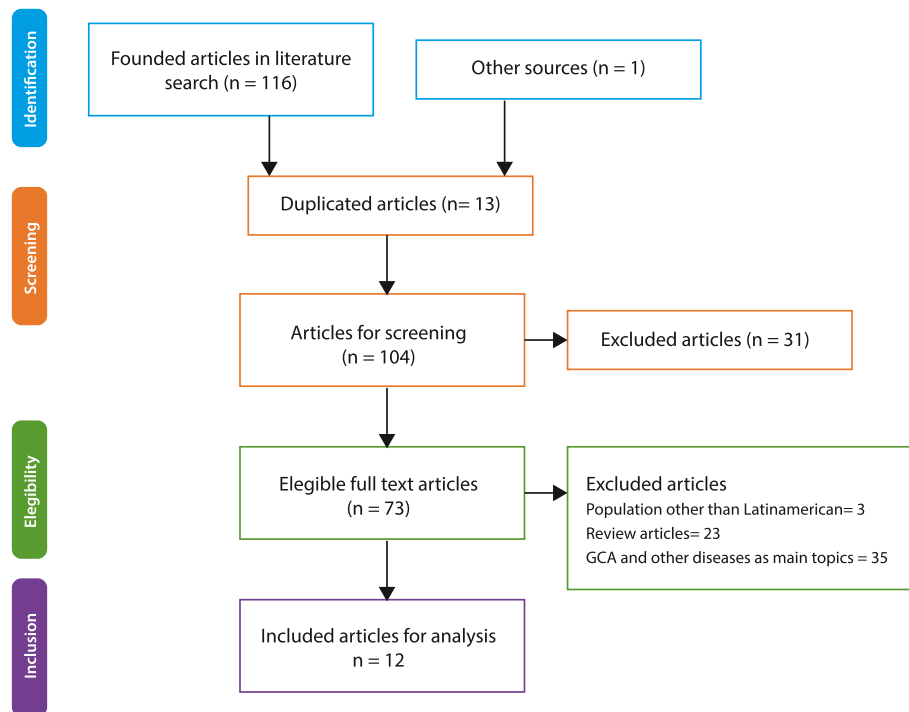 Identification
Founded articles in literature
search (n = 116)
Other sources (n = 1)
Screening
Duplicated articles (n= 13)
Articles for screening
(n = 104)
Excluded articles (n = 31)
Elegibility
Elegible full text articles
(n = 73)
Excluded articles
Population other than Latinamerican= 3
Review articles= 23
GCA and other diseases as main topics = 35
Inclusion
Included articles for analysis
n = 12